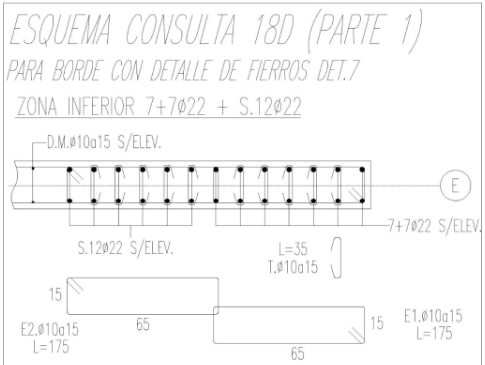 ESQUEMA CONSULTA 18D (PARTE 1)
PARA BORDE CON DETALLE DE FIERROS DET.7
ZONA INFERIOR 7+7ø22 + S.12ø22
D.M.ø10a15 S/ELEV.
E
7+7ø22 S/ELEV.
S.12ø22 S/ELEV.
L=35
T.ø10a15
15
65
E2.ø10a15
L=175
15
65
E1.ø10a15
L=175